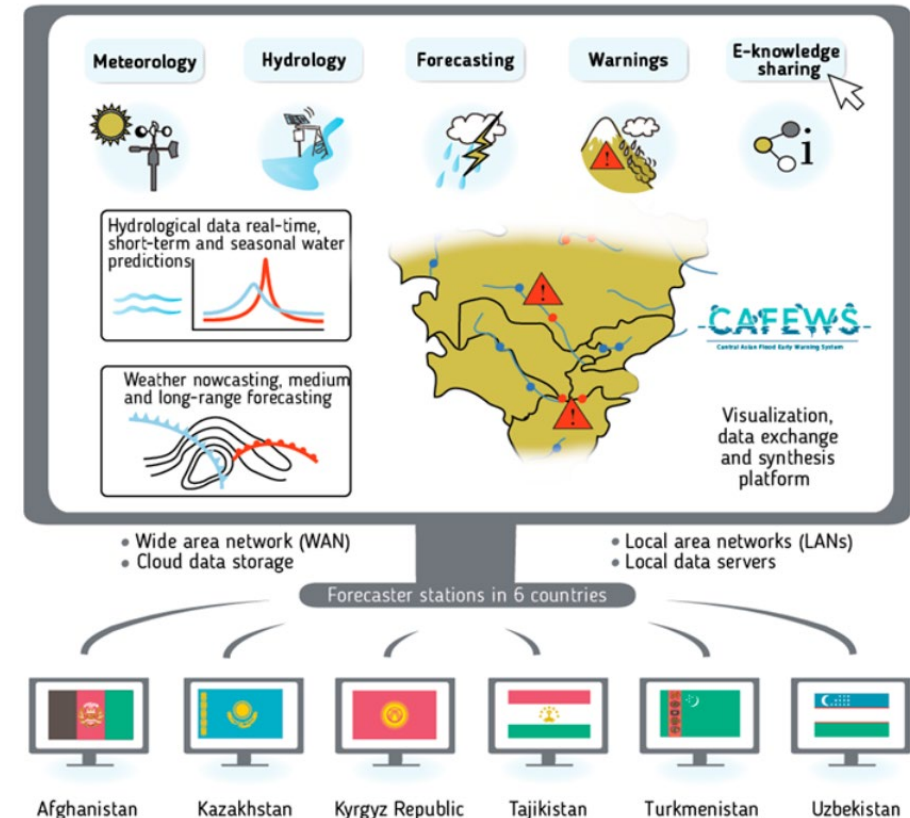 Meteorology
Hydrology
Forecasting
Warnings
E-knowledge
sharing
i
Hydrological data real-time,
short-term and seasonal water
predictions
Weather nowcasting, medium
and long-range forecasting
!
!
!
CAFEWS
Central Asian Flood Early Warning System
Visualization,
data exchange
and synthesis
platform
• Wide area network (WAN)
• Cloud data storage
• Local area networks (LANs)
• Local data servers
Forecaster stations in 6 countries
Afghanistan
Kazakhstan
Kyrgyz Republic
Tajikistan
Turkmenistan
Uzbekistan